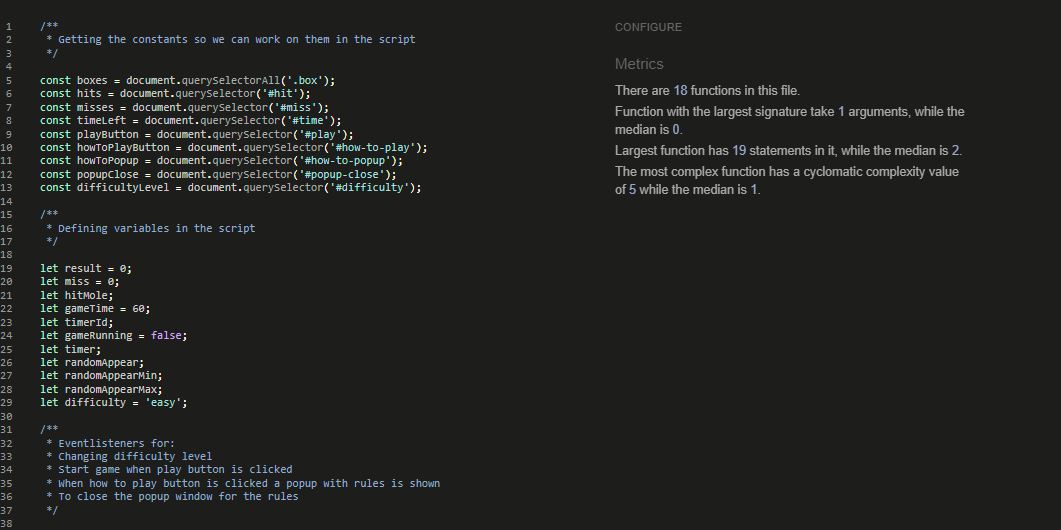 1 /**
2 * Getting the constants so we can work on them in the script
3 */
4
5 const boxes = document.querySelectorAll('.box');
6 const hits = document.querySelector('#hit');
7 const misses = document.querySelector('#miss');
8 const timeLeft = document.querySelector('#time');
9 const playButton = document.querySelector('#play');
10 const howToPlayButton = document.querySelector('#how-to-play');
11 const howToPopup = document.querySelector('#how-to-popup');
12 const popupClose = document.querySelector('#popup-close');
13 const difficultyLevel = document.querySelector('#difficulty');
14
15 /**
16 * Defining variables in the script
17 */
18
19 let result = 0;
20 let miss = 0;
21 let hitMole;
22 let gameTime = 60;
23 let timerId;
24 let gameRunning = false;
25 let timer;
26 let randomAppear;
27 let randomAppearMin;
28 let randomAppearMax;
29 let difficulty = 'easy';
30
31 /**
32 * Eventlisteners for:
33 * Changing difficulty level
34 * Start game when play button is clicked
35 * When how to play button is clicked a popup with rules is shown
36 * To close the popup window for the rules
37 */
38
CONFIGURE
Metrics
There are 18 functions in this file.
Function with the largest signature take 1 arguments, while the
median is 0.
Largest function has 19 statements in it, while the median is 2.
The most complex function has a cyclomatic complexity value
of 5 while the median is 1.